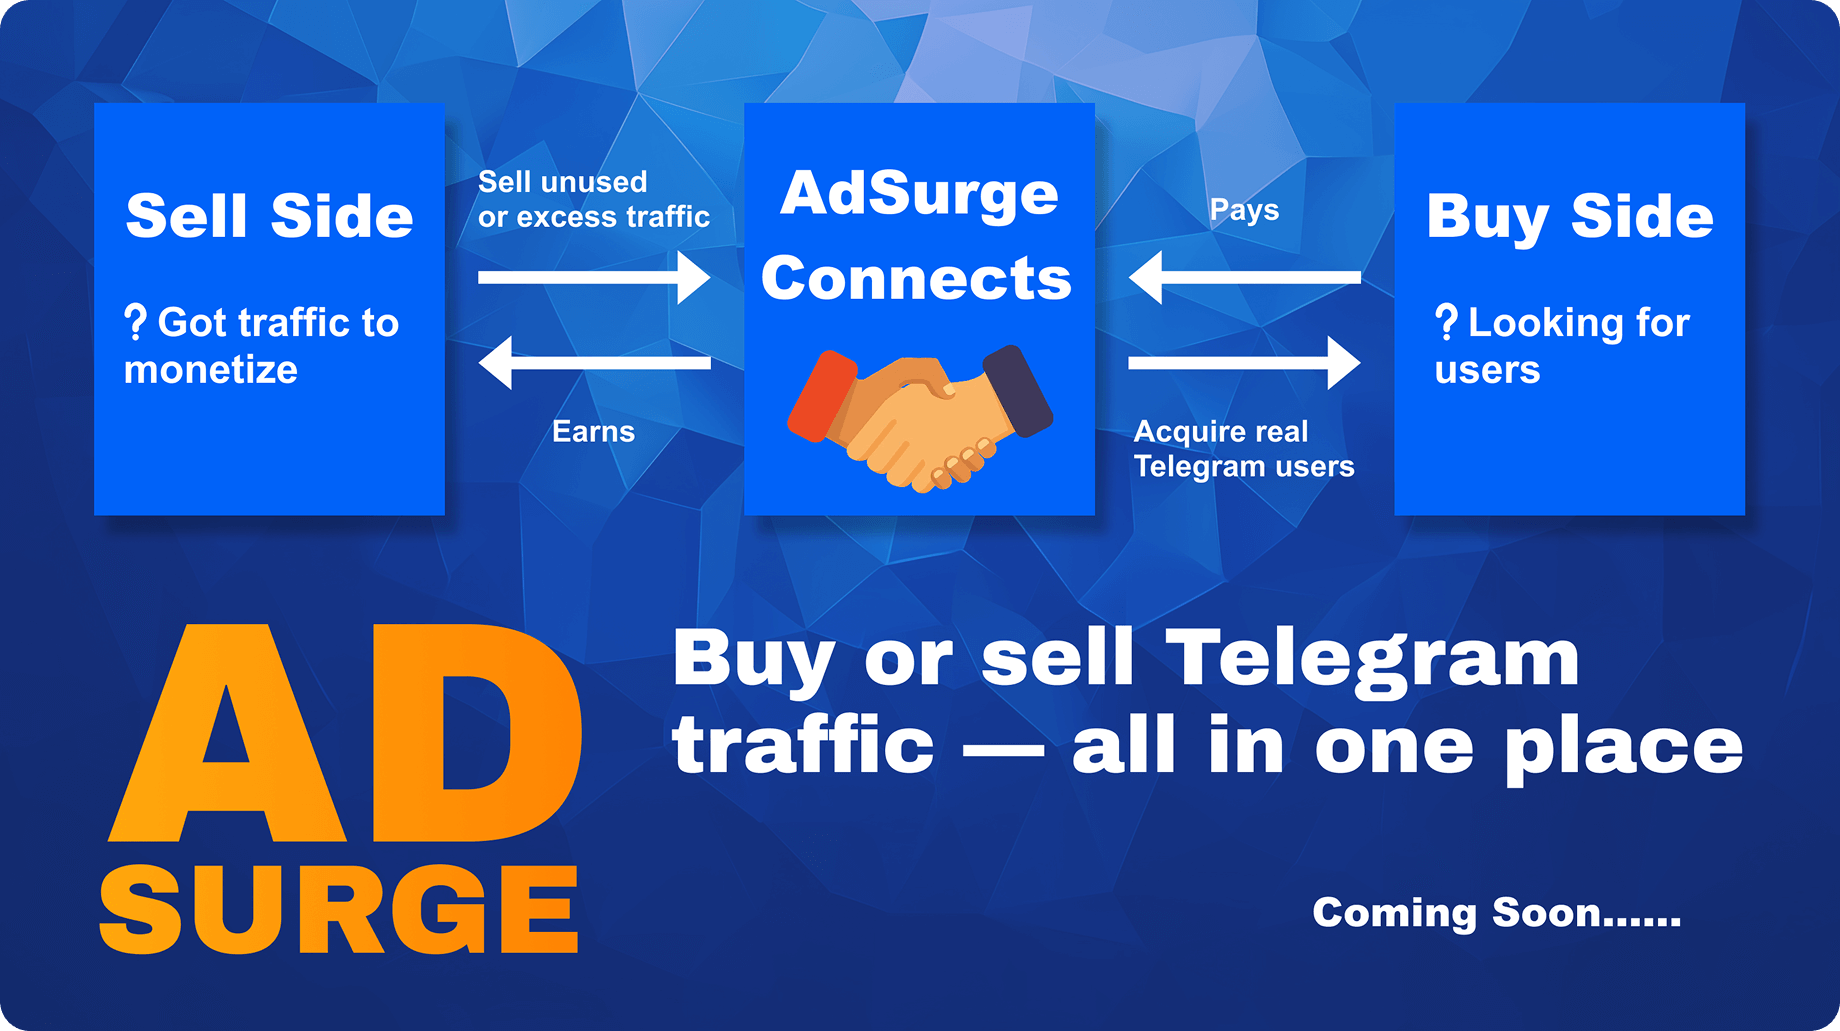 Sell Side
? Got traffic to
monetize
Sell unused
or excess traffic
Earns
AdSurge
Connects
Pays
Acquire real
Telegram users
Buy Side
? Looking for
users
AD
SURGE
Buy or sell Telegram
traffic — all in one place
Coming Soon......